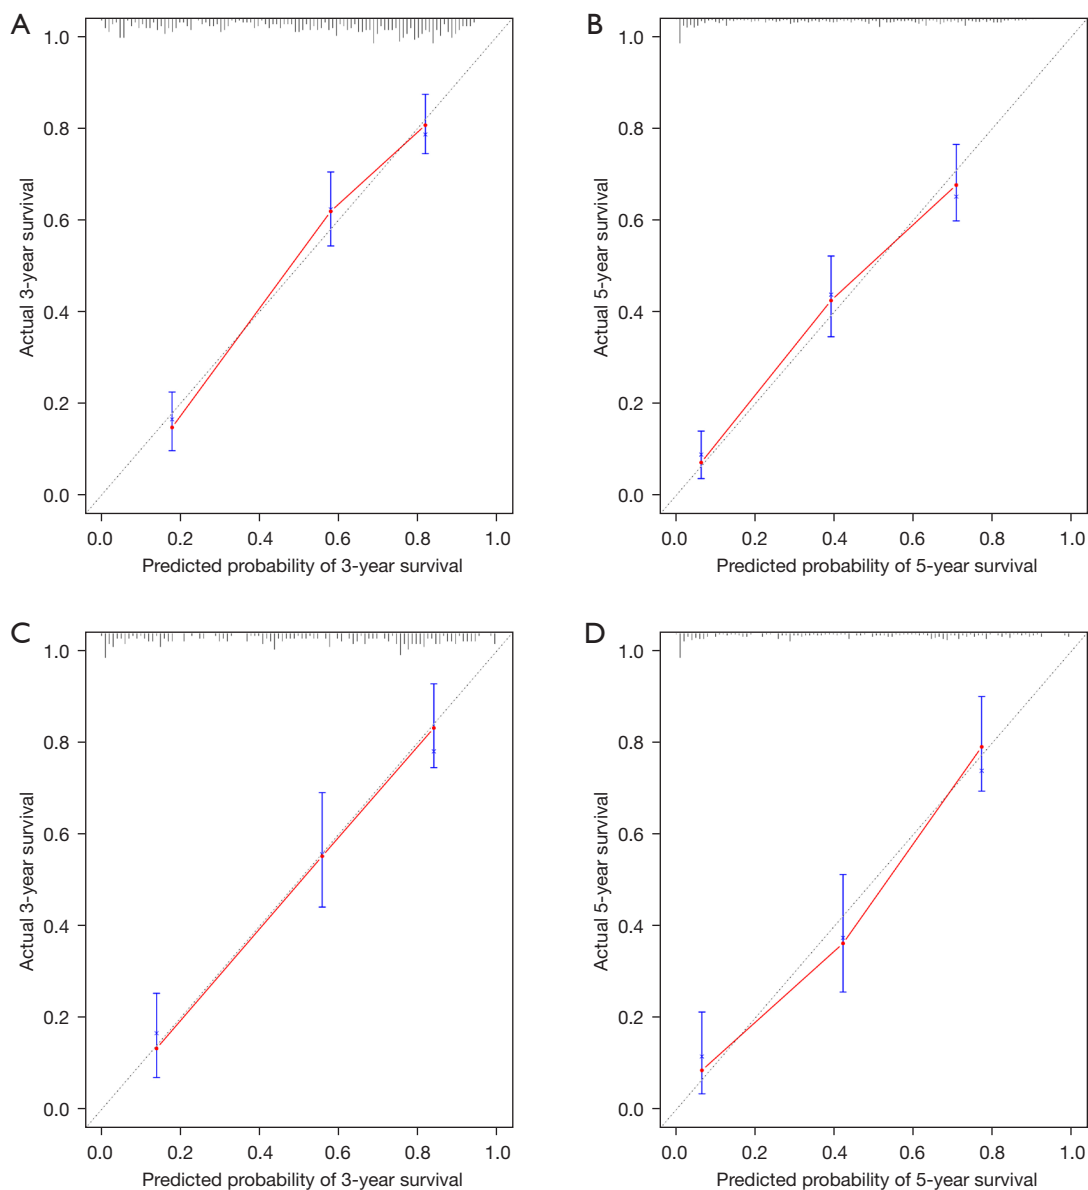 A
1.0
0.8
0.6
0.4
0.2
0.0
Actual 3-year survival
0.0 0.2 0.4 0.6 0.8 1.0
Predicted probability of 3-year survival
B
1.0
0.8
0.6
0.4
0.2
0.0
Actual 5-year survival
0.0 0.2 0.4 0.6 0.8 1.0
Predicted probability of 5-year survival
C
1.0
0.8
0.6
0.4
0.2
0.0
Actual 3-year survival
0.0 0.2 0.4 0.6 0.8 1.0
Predicted probability of 3-year survival
D
1.0
0.8
0.6
0.4
0.2
0.0
Actual 5-year survival
0.0 0.2 0.4 0.6 0.8 1.0
Predicted probability of 5-year survival